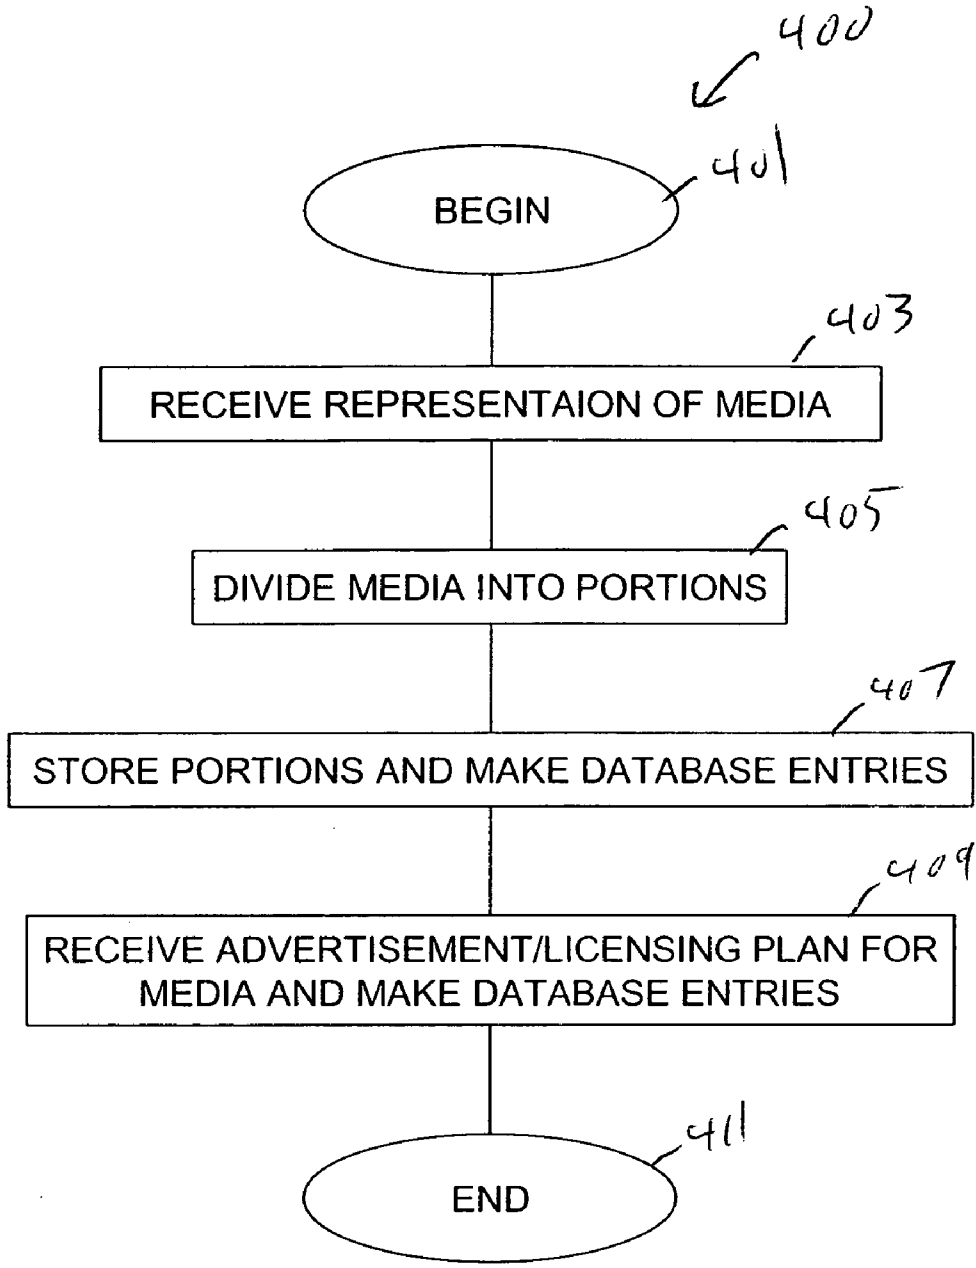 400
401
BEGIN
403
RECEIVE REPRESENTAION OF MEDIA
405
DIVIDE MEDIA INTO PORTIONS
407
STORE PORTIONS AND MAKE DATABASE ENTRIES
409
RECEIVE ADVERTISEMENT/LICENSING PLAN FOR
MEDIA AND MAKE DATABASE ENTRIES
411
END